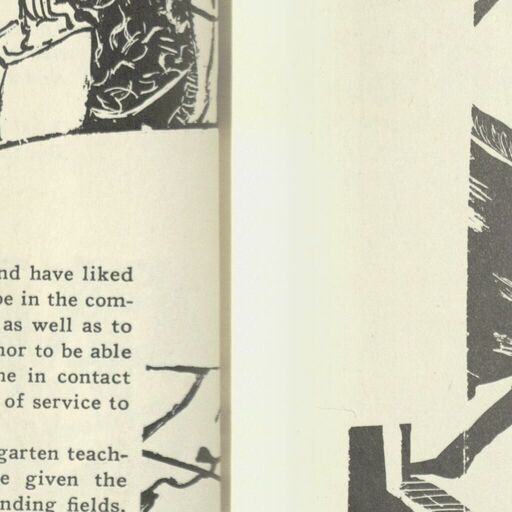 nd have liked
be in the com-
as well as to
nor to be able
me in contact
of service to
garten teach-
e given the
nding fields,